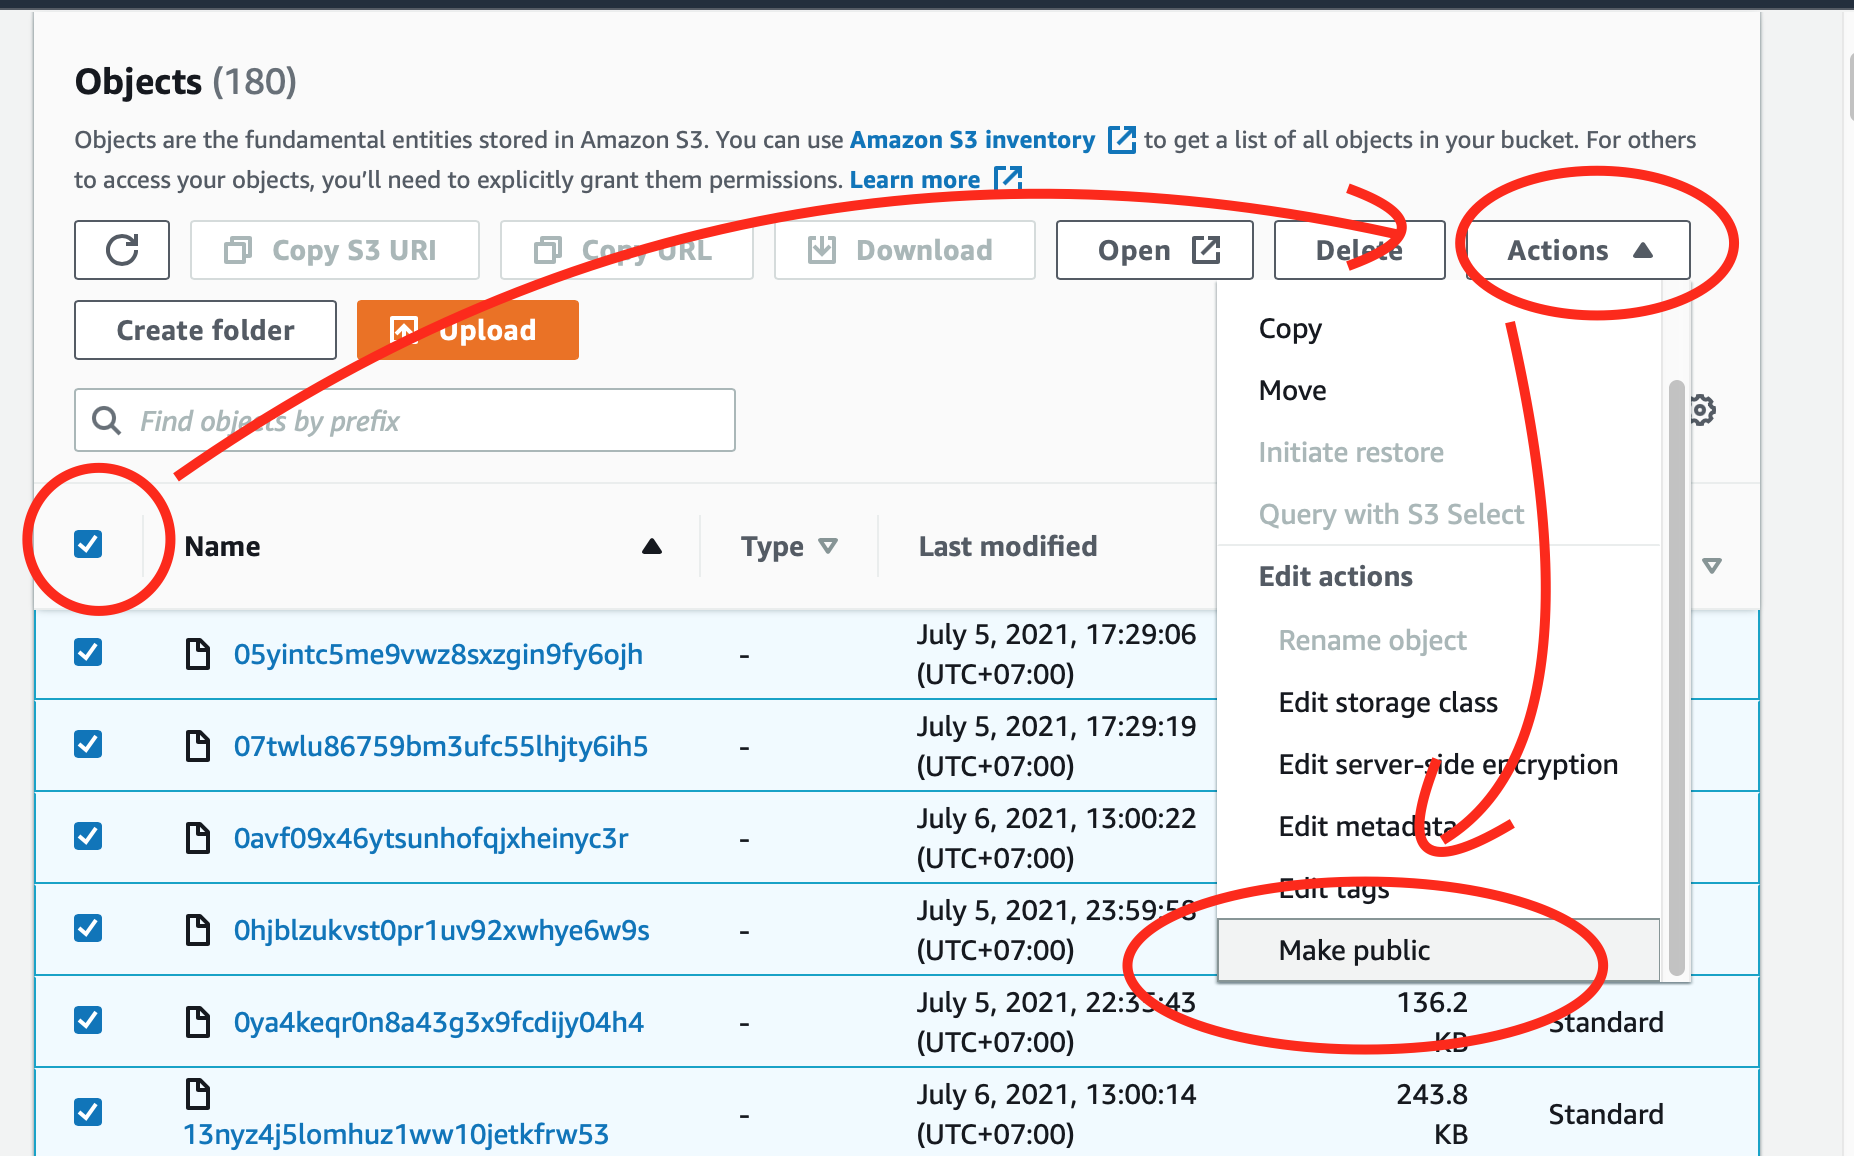 Objects (180)
Objects are the fundamental entities stored in Amazon S3. You can use Amazon S3 inventory to get a list of all objects in your bucket. For others
to access your objects, you’ll need to explicitly grant them permissions. Learn more
Copy S3 URI Copy URL Download Open Delete Actions
Create folder Upload
Find objects by prefix
Copy
Move
Initiate restore
Query with S3 Select
Edit actions
Rename object
Edit storage class
Edit server-side encryption
Edit metadata
Edit tags
Make public
Name Type Last modified
July 5, 2021, 17:29:06
05yintc5me9vwz8sxzgin9fy6ojh -
(UTC+07:00)
July 5, 2021, 17:29:19
07twlu86759bm3ufc55lhjty6ih5 -
(UTC+07:00)
July 6, 2021, 13:00:22
0avf09x46ytsunhofqjxheinyc3r -
(UTC+07:00)
July 5, 2021, 23:59:58
0hjblzukvst0pr1uv92xwhye6w9s -
(UTC+07:00)
July 5, 2021, 22:35:43 136.2
0ya4keqr0n8a43g3x9fcdijy04h4 - Standard
(UTC+07:00) KB
July 6, 2021, 13:00:14 243.8
- Standard
13nyz4j5lomhuz1ww10jetkfrw53 (UTC+07:00) KB